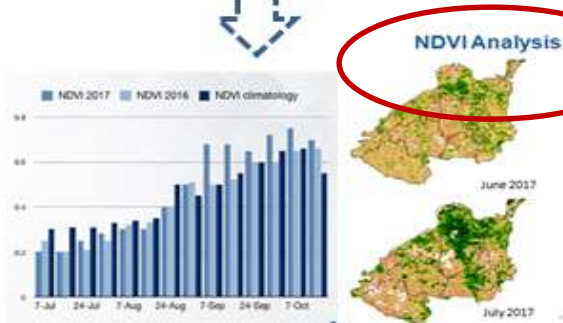 NDVI Analysis
NDVI 2017 NDVI 2016 NDVI climatology
0.8
0.6
0.4
0.2
0
7-Jul 24-Jul 7-Aug 24-Aug 7-Sep 24-Sep 7-Oct
June 2017
July 2017